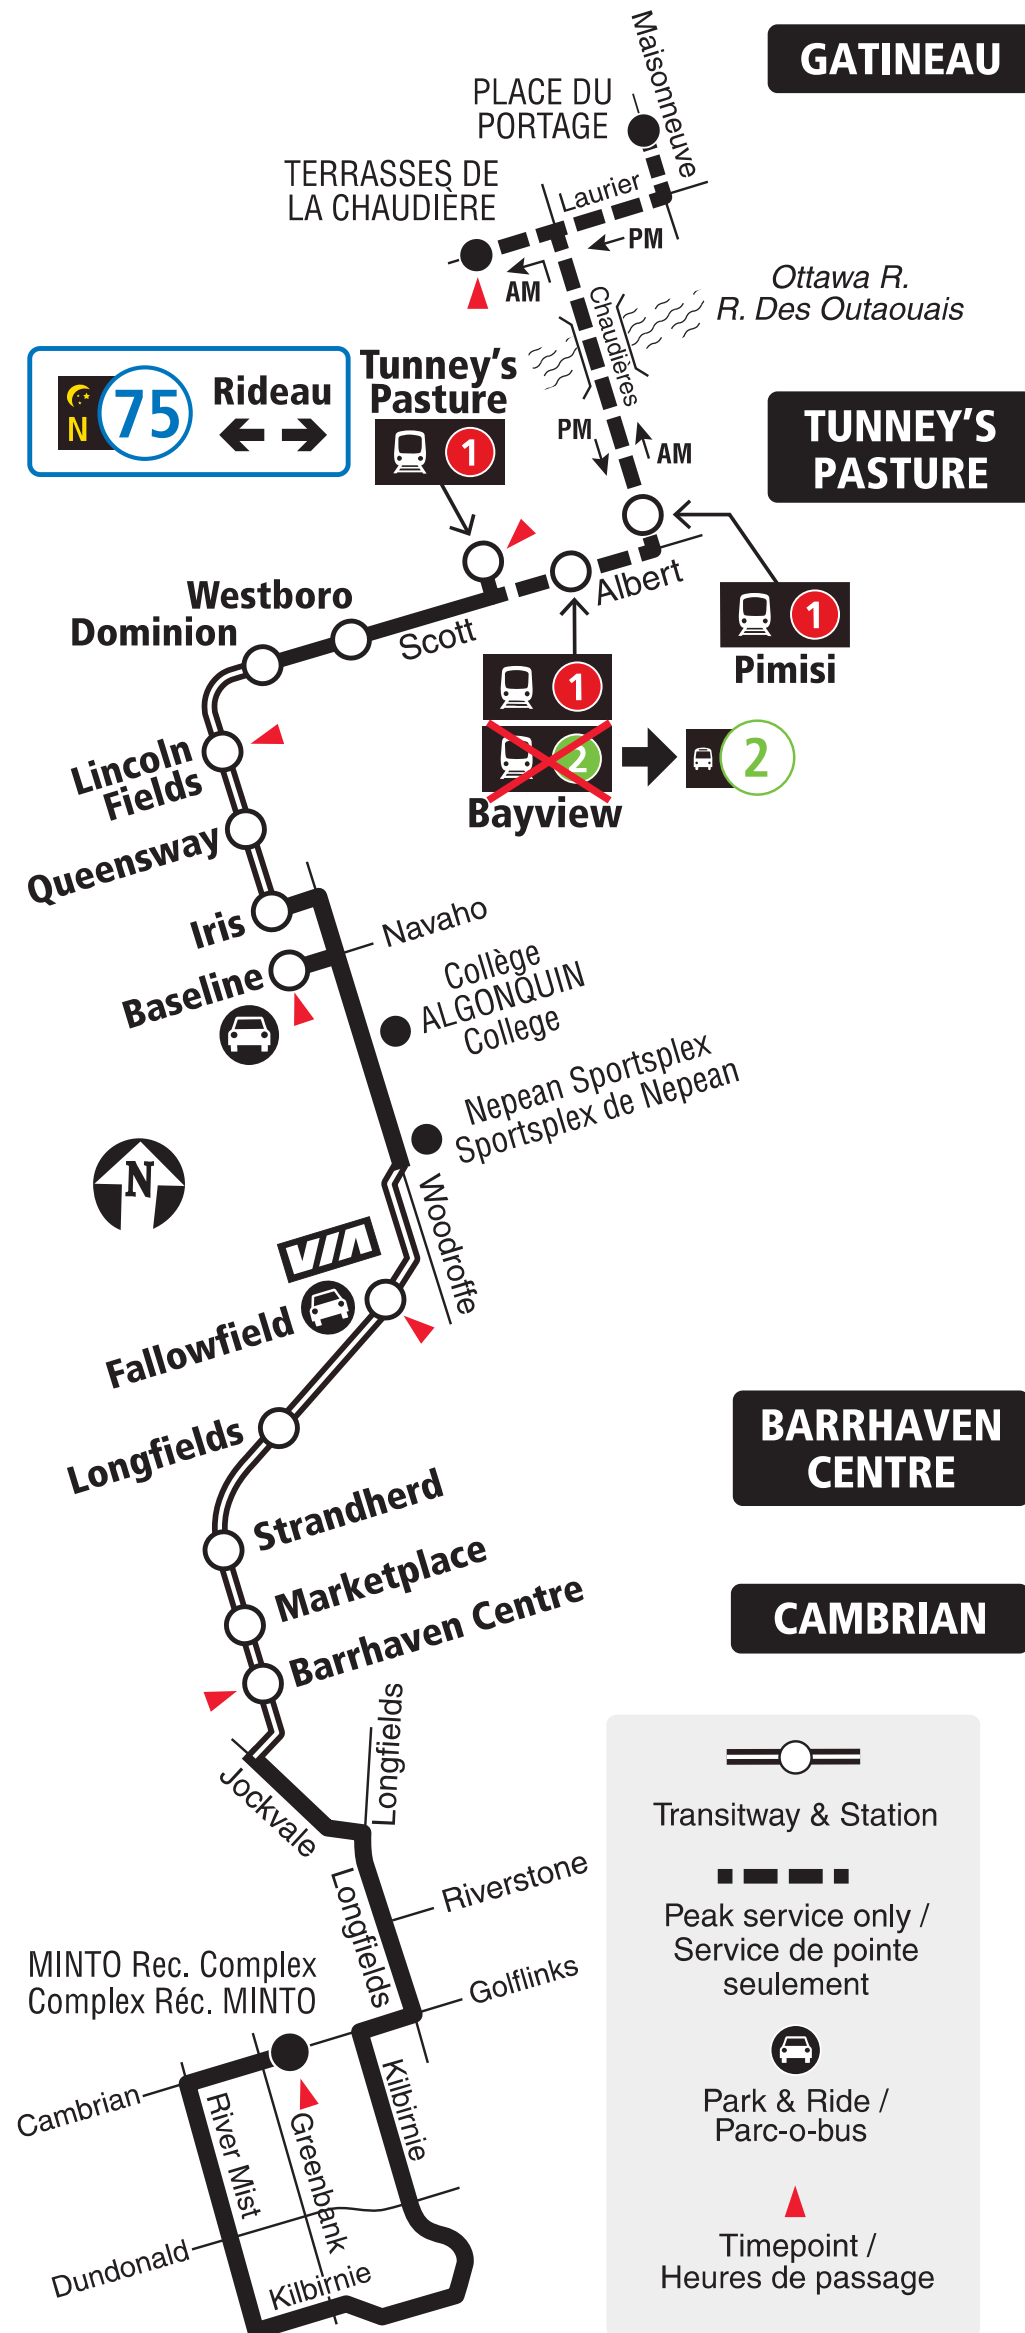 GATINEAU
Maisonneuve
PLACE DU
PORTAGE
TERRASSES DE
LA CHAUDIÈRE
Laurier
PM
AM
Ottawa R.
R. Des Outaouais
Chaudières
N
75
Rideau
Tunney's
Pasture
1
PM
AM
TUNNEY'S
PASTURE
Westboro
Dominion
Scott
Albert
1
Pimisi
1
2
2
Bayview
Lincoln
Fields
Queensway
Iris
Navaho
Baseline
Collège
ALGONQUIN
College
Nepean Sportsplex
Sportsplex de Nepean
N
Woodroffe
VIA
Fallowfield
Longfields
BARRHAVEN
CENTRE
Strandherd
Marketplace
Barrhaven Centre
CAMBRIAN
Longfields
Jockvale
Longfields
Riverstone
Golflinks
MINTO Rec. Complex
Complex Réc. MINTO
Cambrian
River Mist
Greenbank
Kilbirnie
Dundonald
Kilbirnie
Transitway & Station
Peak service only /
Service de pointe
seulement
Park & Ride /
Parc-o-bus
Timepoint /
Heures de passage